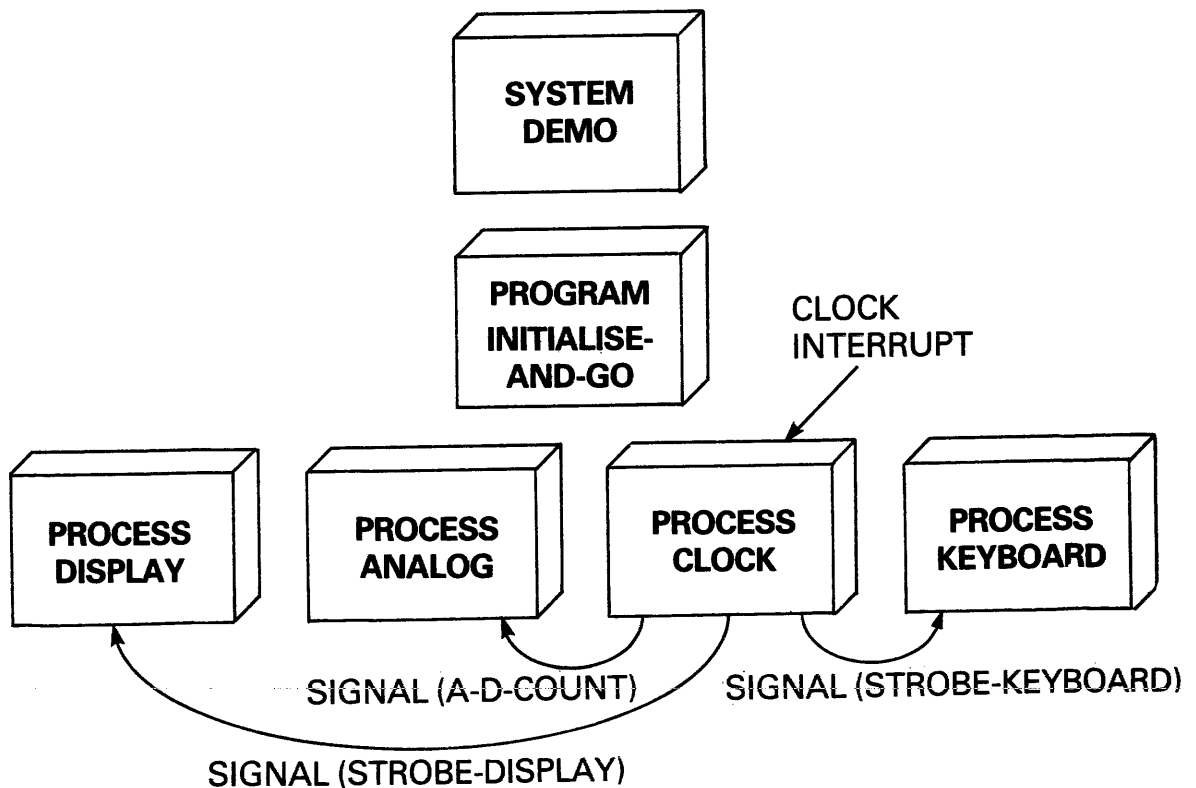 SYSTEM
DEMO
PROGRAM
INITIALISE-
AND-GO
CLOCK
INTERRUPT
PROCESS
DISPLAY
PROCESS
ANALOG
PROCESS
CLOCK
PROCESS
KEYBOARD
SIGNAL (A-D-COUNT)
SIGNAL (STROBE-KEYBOARD)
SIGNAL (STROBE-DISPLAY)